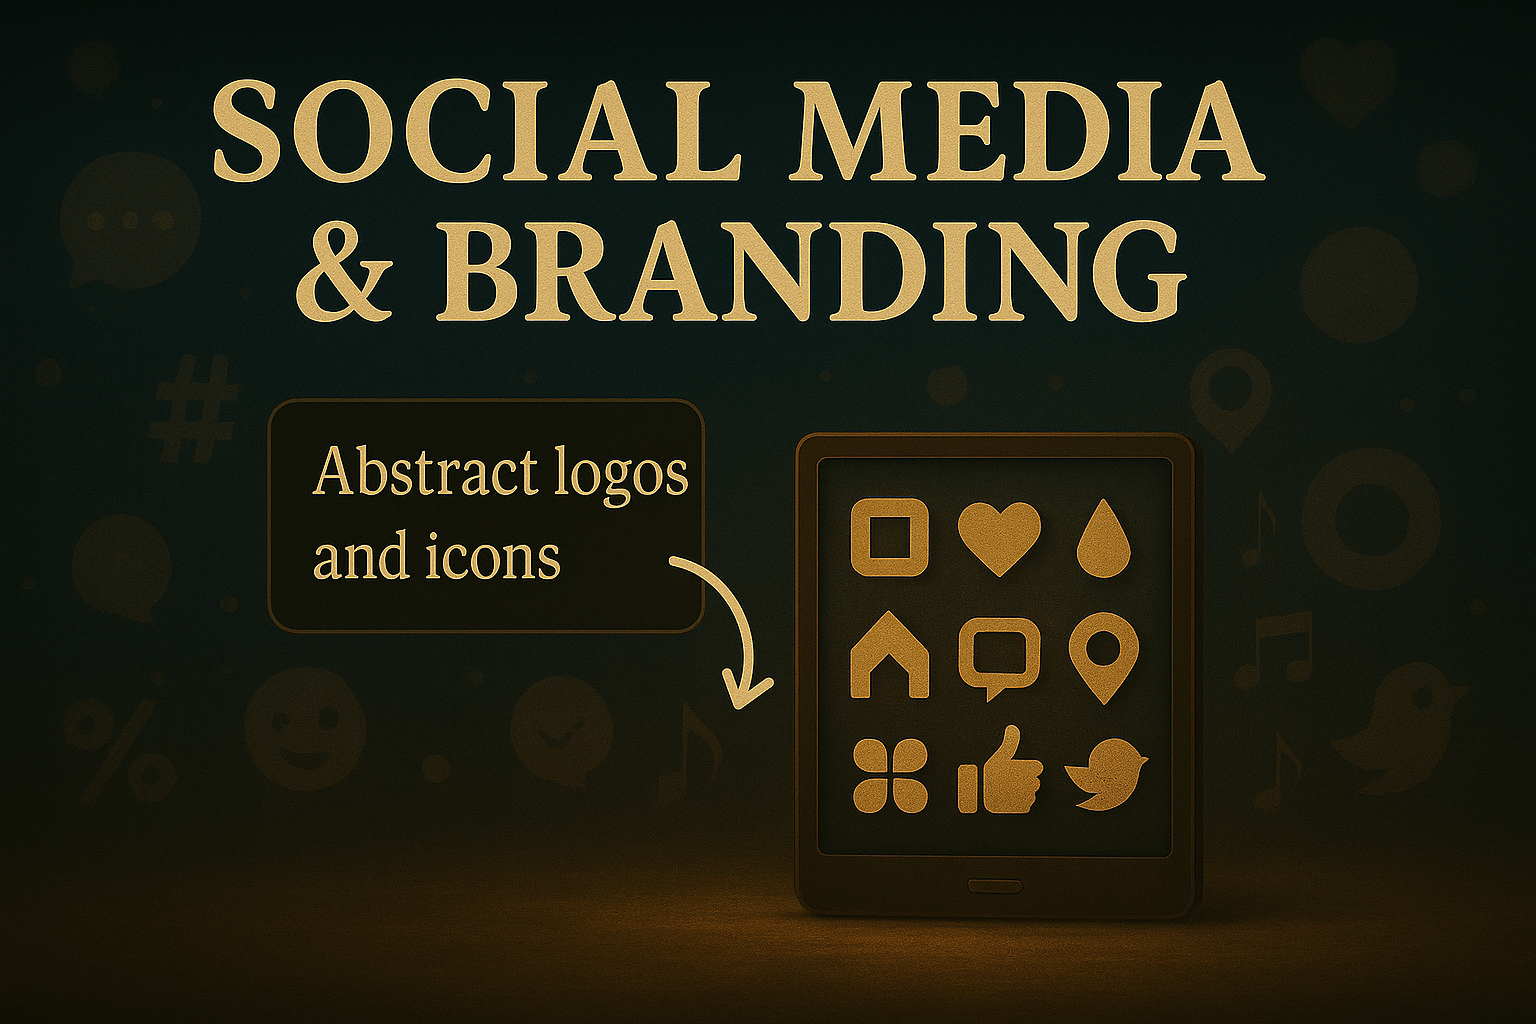 SOCIAL MEDIA
& BRANDING
Abstract logos
and icons
#
%